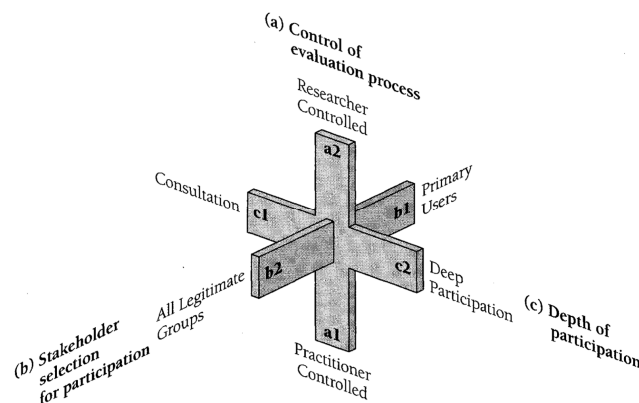 (a) Control of
evaluation process
Researcher
Controlled
a2
Consultation
c1
b1
Primary
Users
b2
c2
All Legitimate
Groups
Deep
Participation
a1
Practitioner
Controlled
(b) Stakeholder
selection
for participation
(c) Depth of
participation